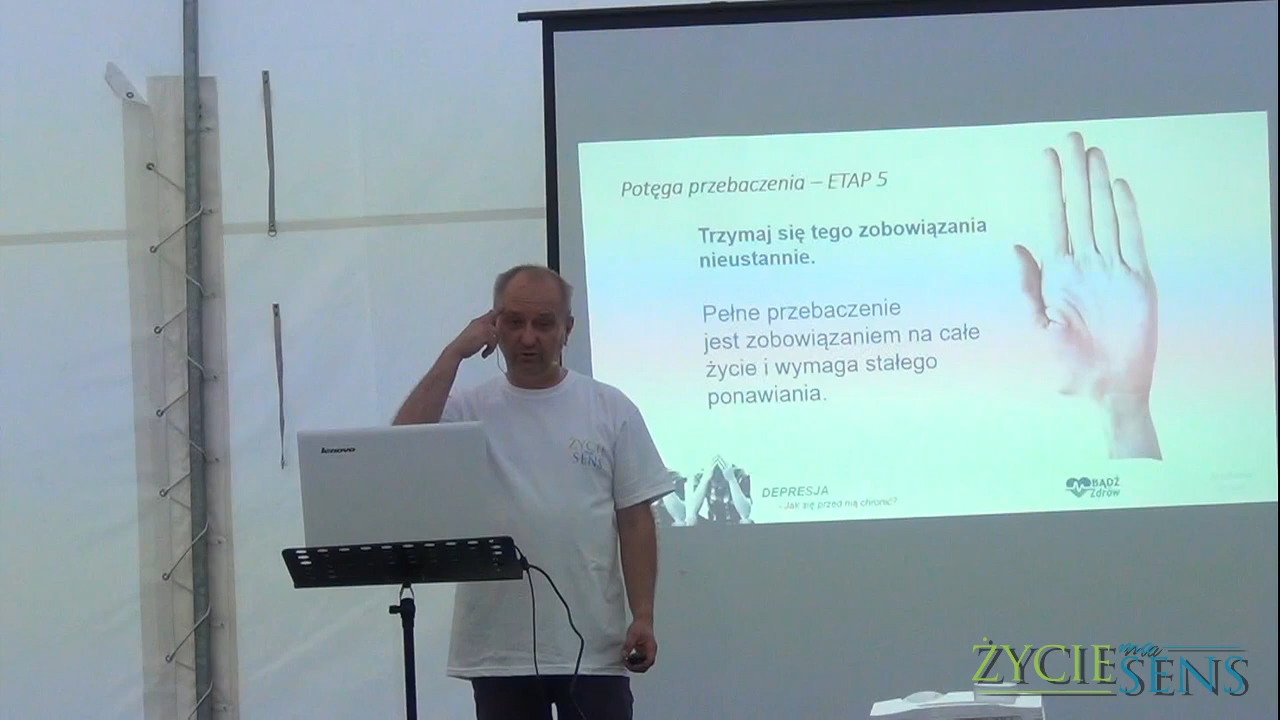 Potęga przebaczenia – ETAP 5
Trzymaj się tego zobowiązania
nieustannie.
Pełne przebaczenie
jest zobowiązaniem na całe
życie i wymaga stałego
ponawiania.
lenovo
ŻYCIE
SENS
DEPRESJA
- Jak się przed nią chronić?
BĄDŹ
Zdrów
ŻYCIE ma SENS